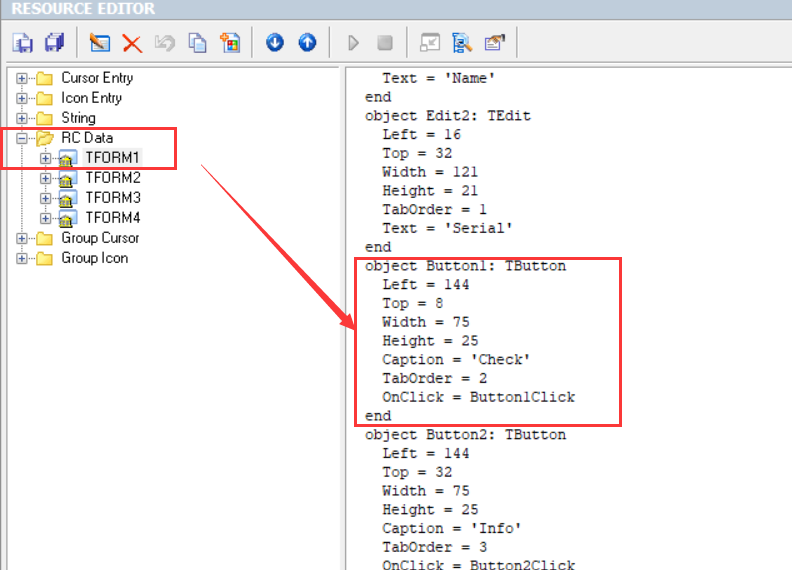 RESOURCE EDITOR
Cursor Entry
Icon Entry
String
RC Data
TFORM1
TFORM2
TFORM3
TFORM4
Group Cursor
Group Icon
Text = 'Name'
end
object Edit2: TEdit
Left = 16
Top = 32
Width = 121
Height = 21
TabOrder = 1
Text = 'Serial'
end
object Button1: TButton
Left = 144
Top = 8
Width = 75
Height = 25
Caption = 'Check'
TabOrder = 2
OnClick = Button1Click
end
object Button2: TButton
Left = 144
Top = 32
Width = 75
Height = 25
Caption = 'Info'
TabOrder = 3
OnClick = Button2Click